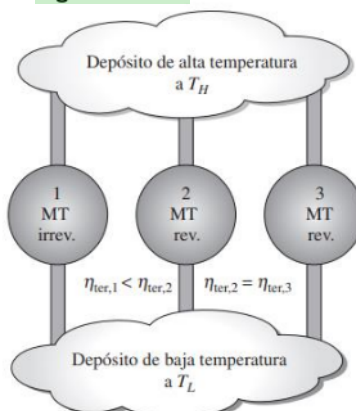 Depósito de alta temperatura
a T_H
1
MT
irrev.
2
MT
rev.
3
MT
rev.
η_ter,1 < η_ter,2
η_ter,2 = η_ter,3
Depósito de baja temperatura
a T_L